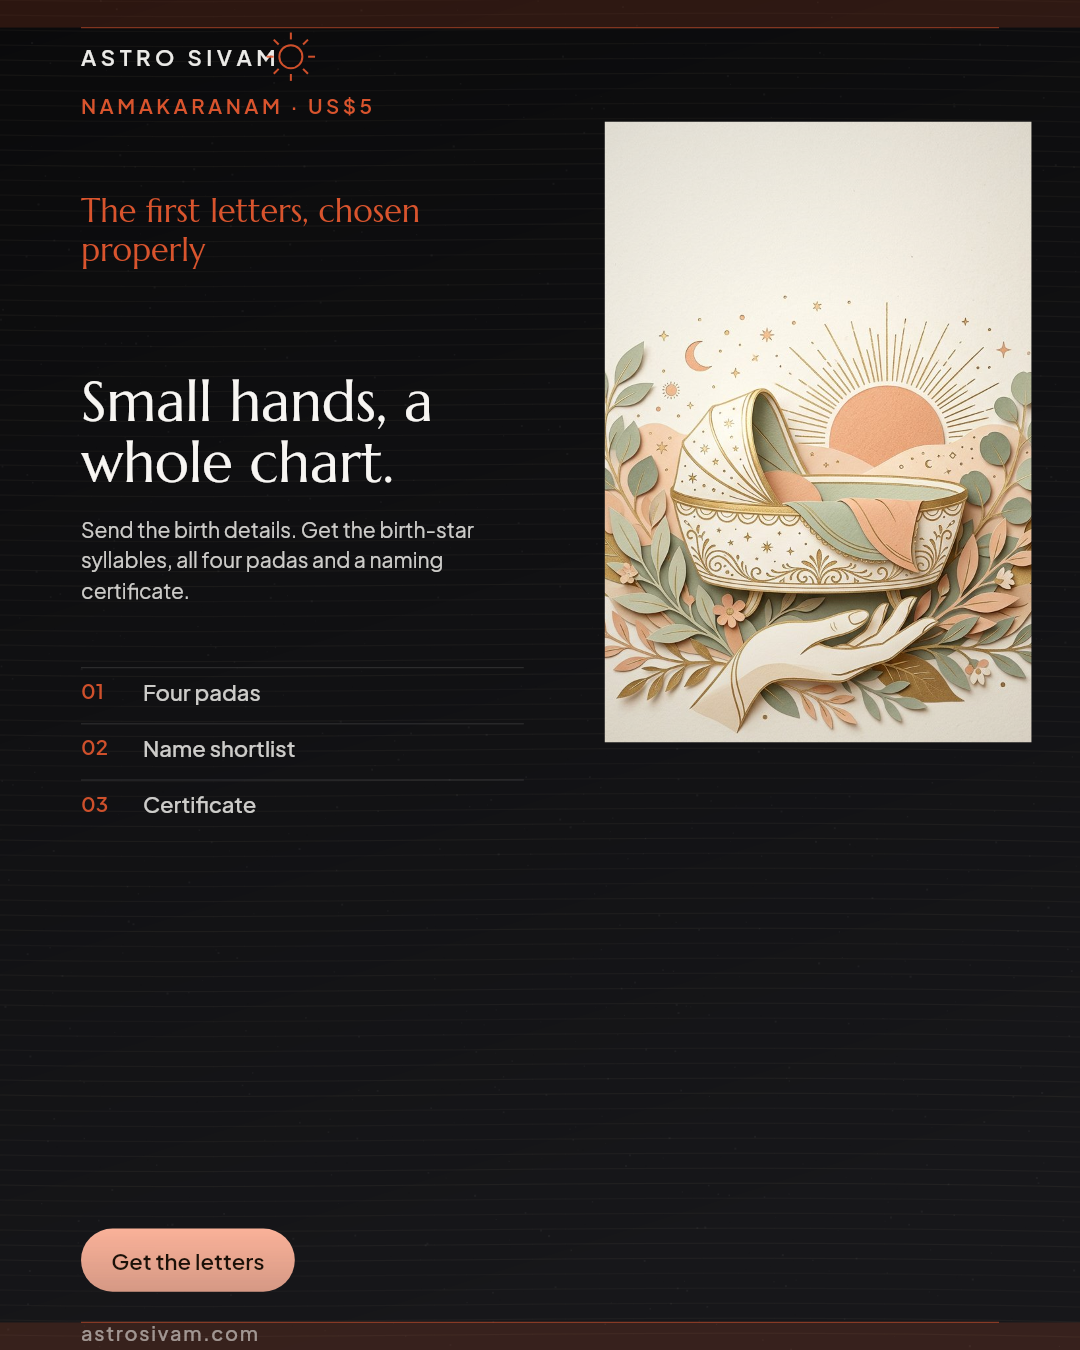 ASTRO SIVAM
NAMAKARANAM · US$5
The first letters, chosen
properly
Small hands, a
whole chart.
Send the birth details. Get the birth-star
syllables, all four padas and a naming
certificate.
01 Four padas
02 Name shortlist
03 Certificate
Get the letters
astrosivam.com